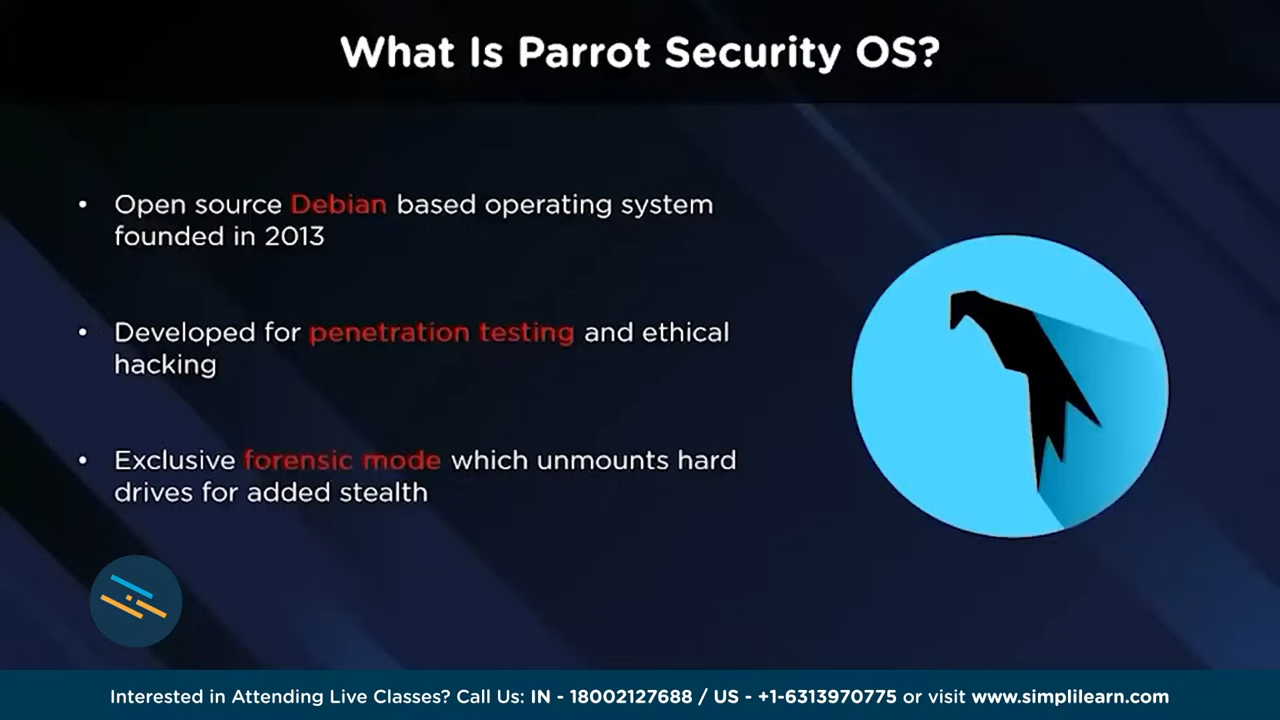 What Is Parrot Security OS?
• Open source Debian based operating system
founded in 2013
• Developed for penetration testing and ethical
hacking
• Exclusive forensic mode which unmounts hard
drives for added stealth
Interested in Attending Live Classes? Call Us: IN - 18002127688 / US - +1-6313970775 or visit www.simplilearn.com